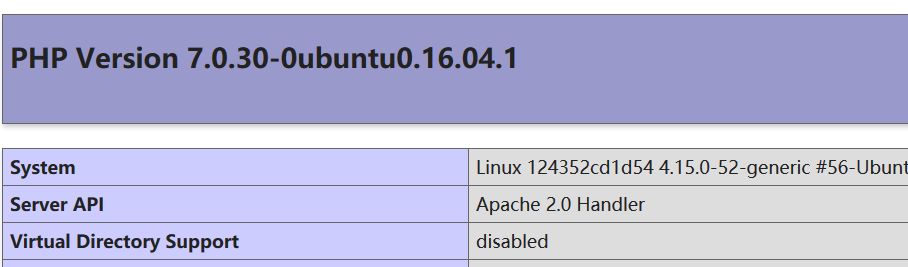 PHP Version 7.0.30-0ubuntu0.16.04.1
System Linux 124352cd1d54 4.15.0-52-generic #56-Ubunt
Server API Apache 2.0 Handler
Virtual Directory Support disabled